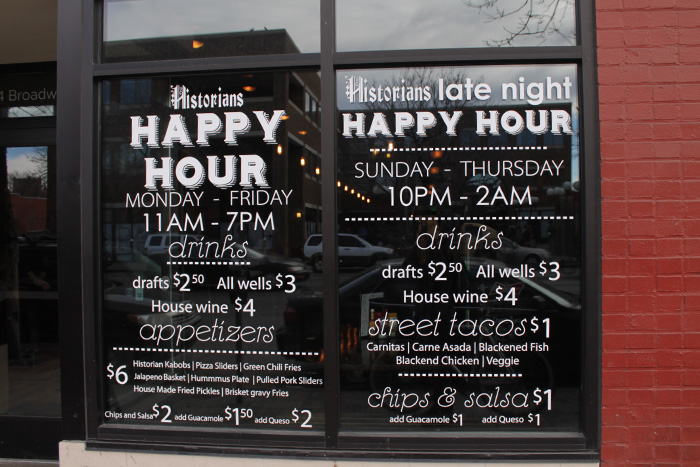 4 Broadw
Historians
HAPPY
HOUR
MONDAY - FRIDAY
11AM - 7PM
drinks
drafts $2.50 All wells $3
House wine $4
appetizers
$6
Historian Kabobs | Pizza Sliders | Green Chili Fries
Jalapeno Basket | Hummmus Plate | Pulled Pork Sliders
House Made Fried Pickles | Brisket gravy Fries
Chips and Salsa $2 add Guacamole $1.50 add Queso $2
Historians late night
HAPPY HOUR
SUNDAY - THURSDAY
10PM - 2AM
drinks
drafts $2.50 All wells $3
House wine $4
street tacos $1
Carnitas | Carne Asada | Blackened Fish
Blackend Chicken | Veggie
chips & salsa $1
add Guacamole $1 add Queso $1